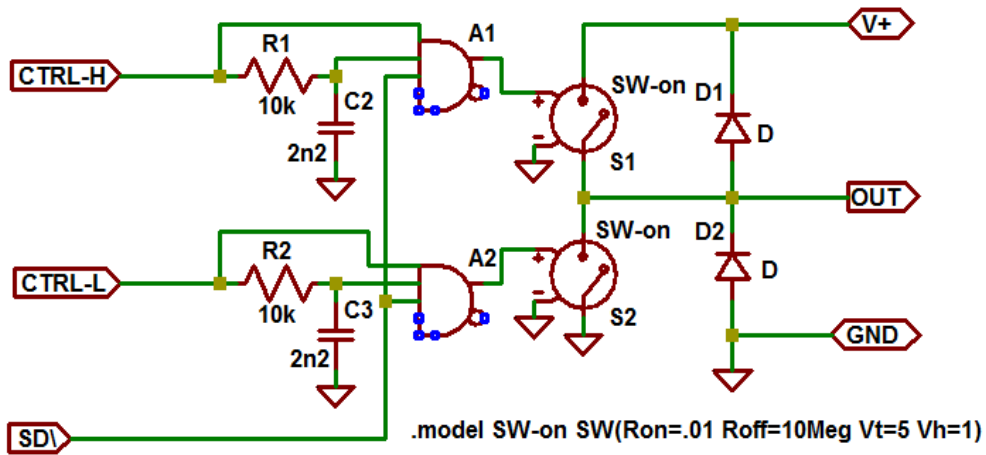 V+
A1
R1
CTRL-H
SW-on
D1
10k
C2
D
2n2
S1
OUT
SW-on
D2
R2
A2
CTRL-L
D
10k
C3
S2
GND
2n2
SD\
.model SW-on SW(Ron=.01 Roff=10Meg Vt=5 Vh=1)